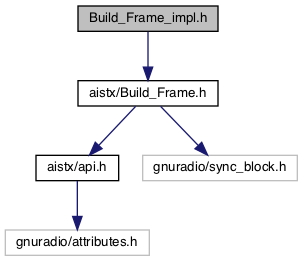 Build_Frame_impl.h
aistx/Build_Frame.h
aistx/api.h
gnuradio/sync_block.h
gnuradio/attributes.h